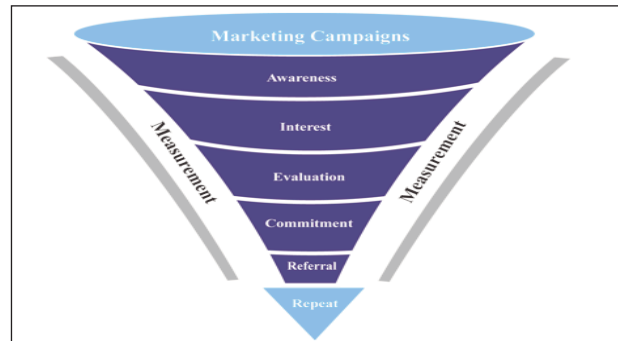 Marketing Campaigns
Awareness
Interest
Evaluation
Commitment
Referral
Repeat
Measurement
Measurement